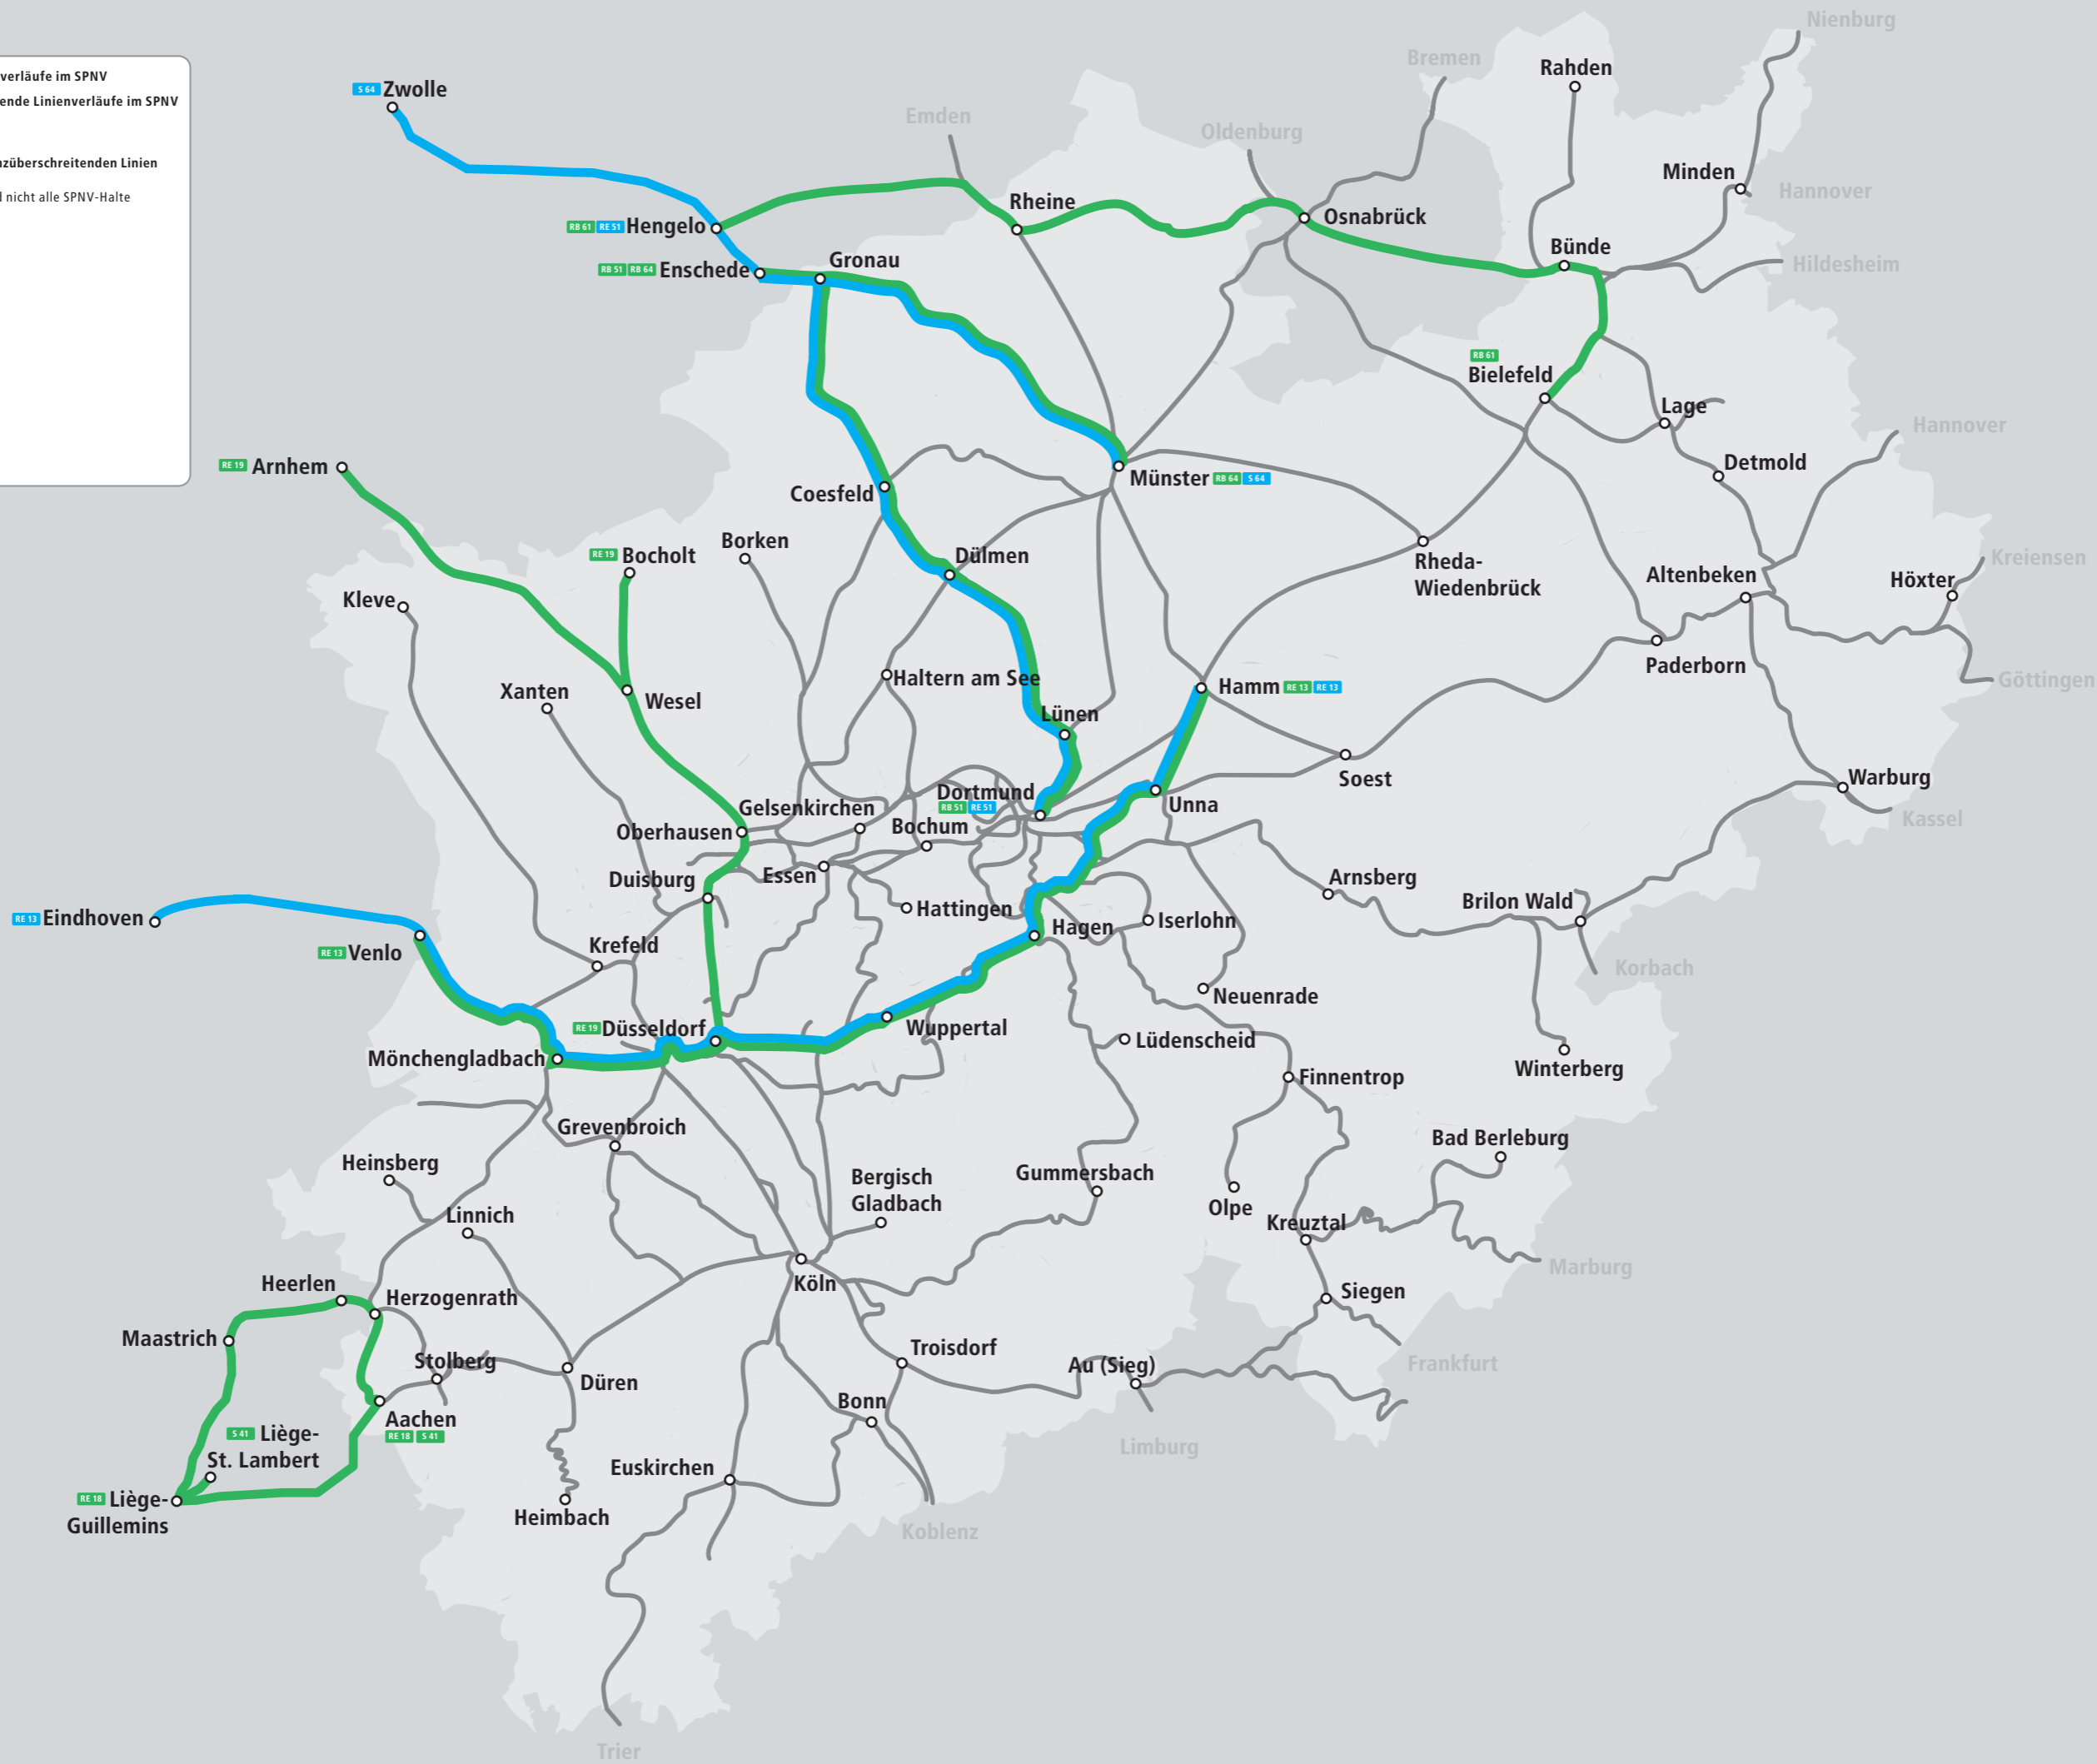 verläufe im SPNV
ende Linienverläufe im SPNV
nzüberschreitenden Linien
d nicht alle SPNV-Halte
Nienburg
Bremen
Rahden
S 64 Zwolle
Emden
Oldenburg
Minden
Hannover
Rheine
Osnabrück
RB 61 RE 51 Hengelo
Bünde
Gronau
Hildesheim
RB 51 RB 64 Enschede
RB 61
Bielefeld
Lage
Hannover
RE 19 Arnhem
Detmold
Münster RB 64 S 64
Coesfeld
Borken
RE 19 Bocholt
Dülmen
Rheda-
Wiedenbrück
Kreiensen
Altenbeken
Höxter
Kleve
Paderborn
Haltern am See
Göttingen
Hamm RE 13 RE 13
Xanten
Wesel
Lünen
Soest
Warburg
Dortmund
RB 51 RE 51
Unna
Gelsenkirchen
Kassel
Bochum
Oberhausen
Essen
Duisburg
Arnsberg
Brilon Wald
Hattingen
RE 13 Eindhoven
Iserlohn
Hagen
Krefeld
RE 13 Venlo
Korbach
Neuenrade
RE 19 Düsseldorf
Wuppertal
Lüdenscheid
Mönchengladbach
Winterberg
Finnentrop
Grevenbroich
Bad Berleburg
Heinsberg
Gummersbach
Bergisch
Gladbach
Olpe
Linnich
Kreuztal
Marburg
Heerlen
Köln
Herzogenrath
Siegen
Maastrich
Troisdorf
Stolberg
Au (Sieg)
Frankfurt
Düren
Bonn
Aachen
RE 18 S 41
S 41 Liège-
St. Lambert
Limburg
Euskirchen
RE 18 Liège-
Guillemins
Heimbach
Koblenz
Trier